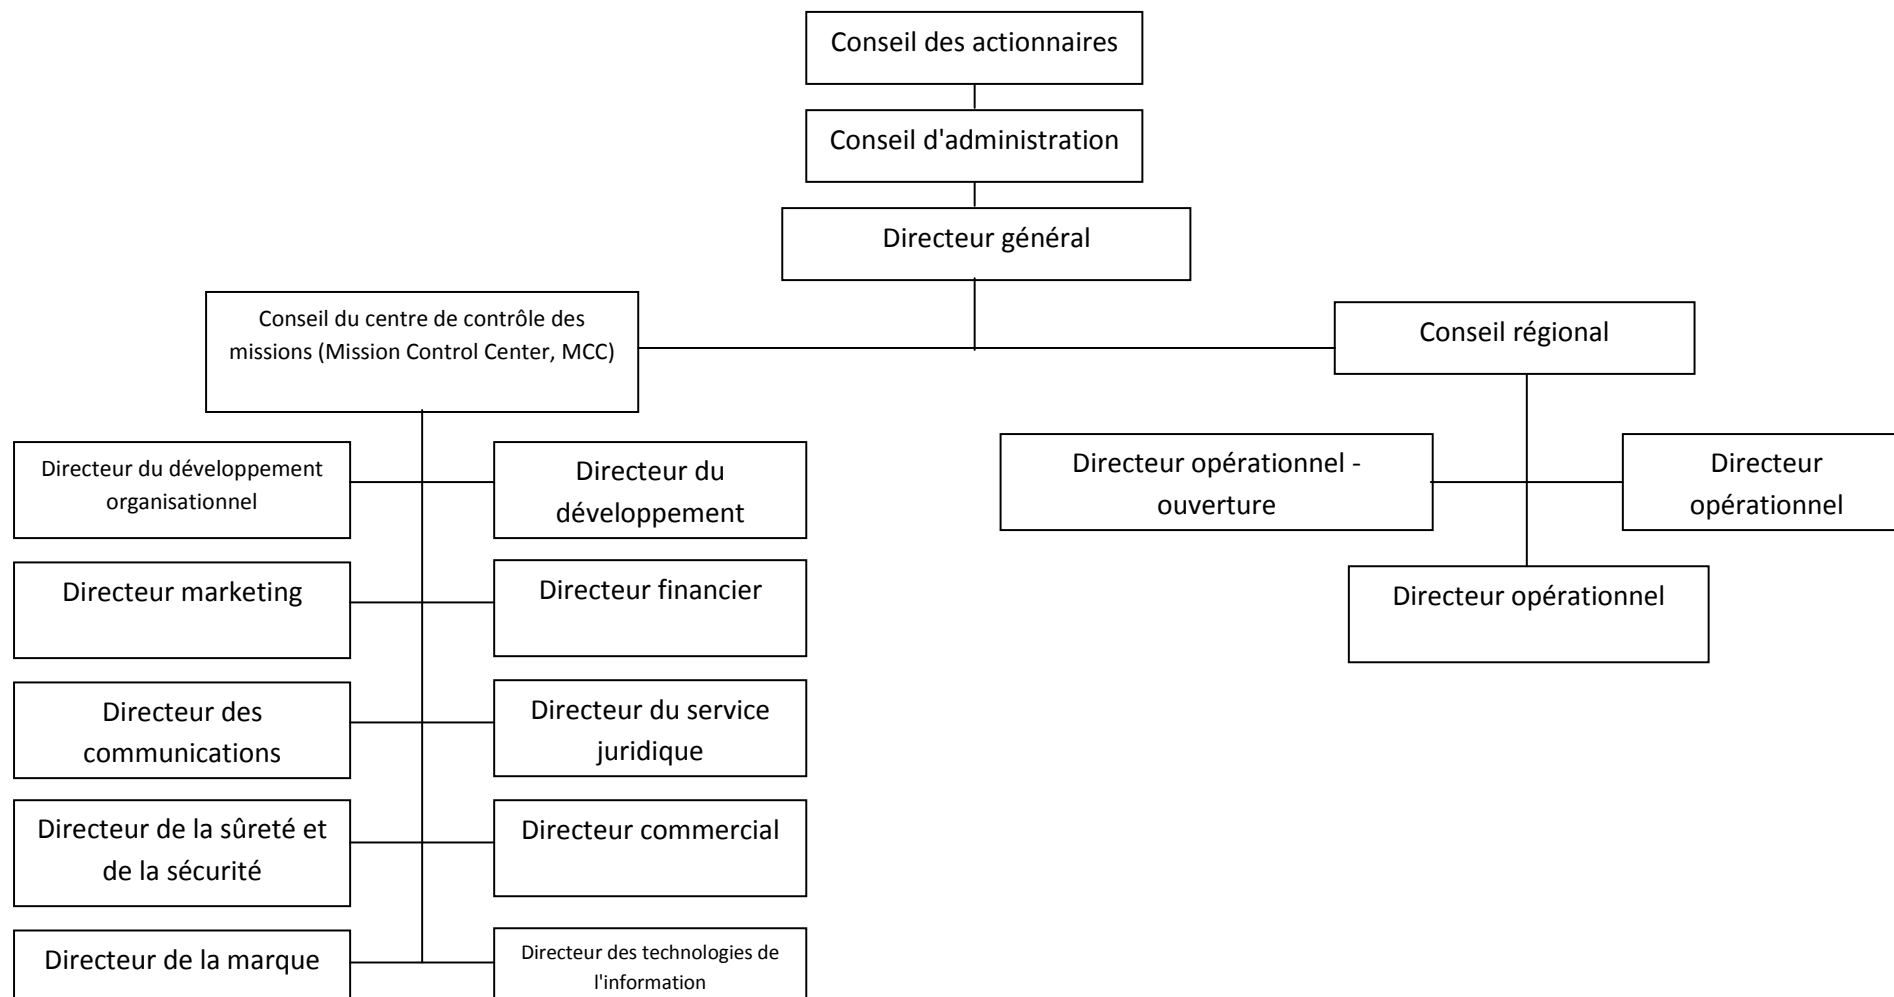 Conseil des actionnaires
Conseil d'administration
Directeur général
Conseil du centre de contrôle des
missions (Mission Control Center, MCC)
Conseil régional
Directeur du développement
organisationnel
Directeur du
développement
Directeur opérationnel -
ouverture
Directeur
opérationnel
Directeur marketing
Directeur financier
Directeur opérationnel
Directeur des
communications
Directeur du service
juridique
Directeur de la sûreté et
de la sécurité
Directeur commercial
Directeur de la marque
Directeur des technologies de
l'information